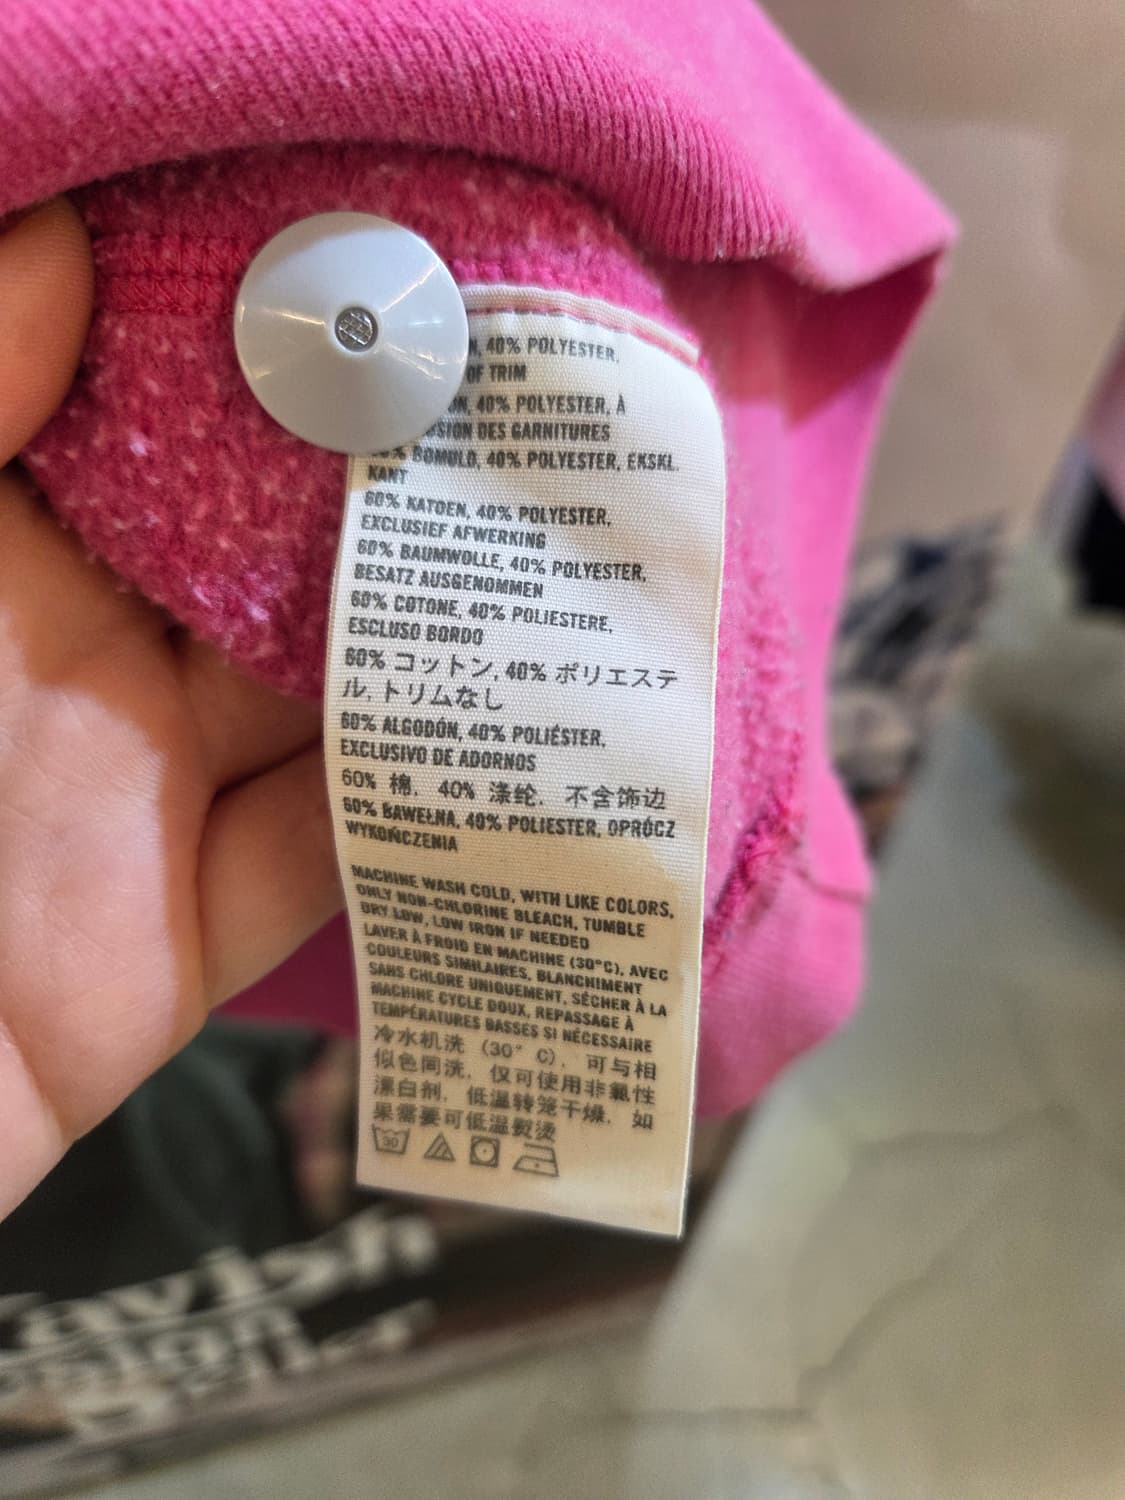 , 40% POLYESTER,
OF TRIM
, 40% POLYESTER, À
DES GARNITURES
BOMULD, 40% POLYESTER, EKSKL.
KANT
60% KATOEN, 40% POLYESTER,
EXCLUSIEF AFWERKING
60% BAUMWOLLE, 40% POLYESTER,
BESATZ AUSGENOMMEN
60% COTONE, 40% POLIESTERE,
ESCLUSO BORDO
60% コットン, 40% ポリエステ
ル, トリムなし
60% ALGODÓN, 40% POLIÉSTER,
EXCLUSIVO DE ADORNOS
60% 棉, 40% 涤纶, 不含饰边
60% BAWEŁNA, 40% POLIESTER, OPRÓCZ
WYKOŃCZENIA
MACHINE WASH COLD, WITH LIKE COLORS,
ONLY NON-CHLORINE BLEACH, TUMBLE
DRY LOW, LOW IRON IF NEEDED
LAVER À FROID EN MACHINE (30°C), AVEC
COULEURS SIMILAIRES, BLANCHIMENT
SANS CHLORE UNIQUEMENT, SÉCHER À LA
MACHINE CYCLE DOUX, REPASSAGE À
TEMPÉRATURES BASSES SI NÉCESSAIRE
冷水机洗 (30° C), 可与相
似色同洗, 仅可使用非氯性
漂白剂, 低温转笼干燥, 如
果需要可低温熨烫
30